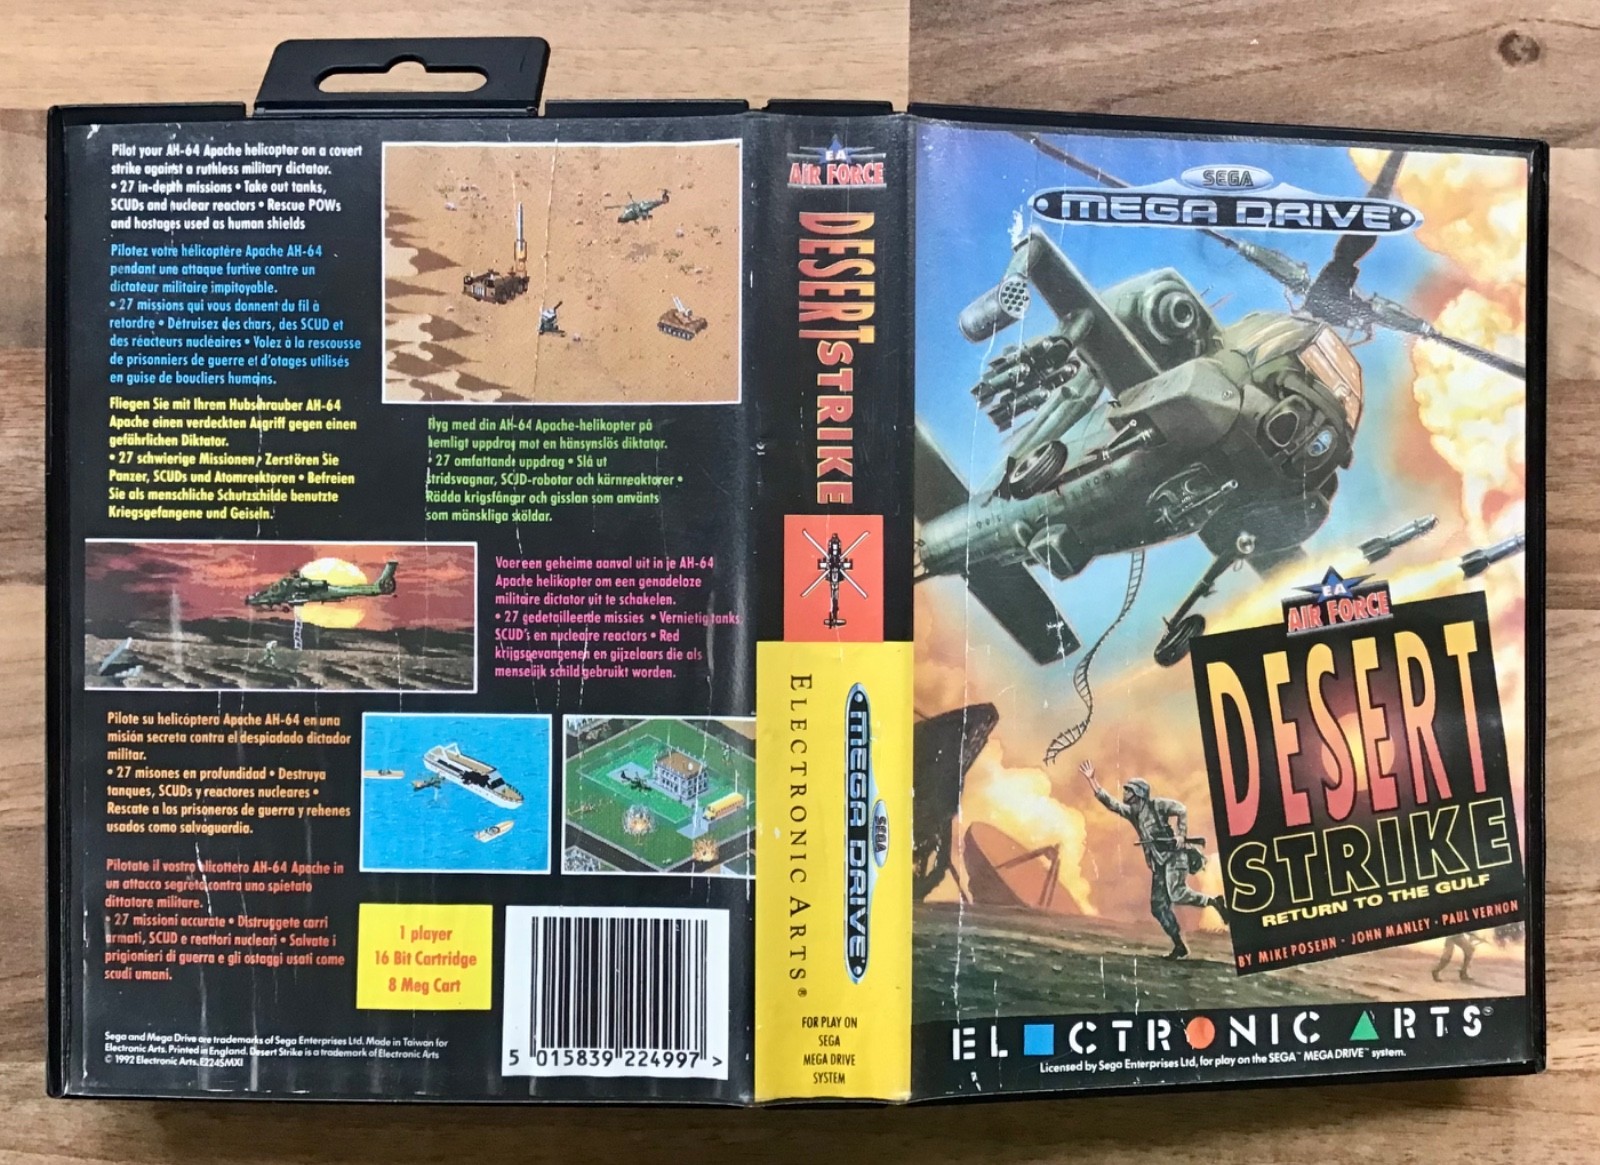 Pilot your AH-64 Apache helicopter on a covert
strike against a ruthless military dictator.
• 27 in-depth missions • Take out tanks,
SCUDs and nuclear reactors • Rescue POWs
and hostages used as human shields
Pilotez votre hélicoptère Apache AH-64
pendant une attaque furtive contre un
dictateur militaire impitoyable.
• 27 missions qui vous donnent du fil à
retordre • Détruisez des chars, des SCUD et
des réacteurs nucléaires • Volez à la rescousse
de prisonniers de guerre et d'otages utilisés
en guise de boucliers humains.
Fliegen Sie mit Ihrem Hubschrauber AH-64
Apache einen verdeckten Angriff gegen einen
gefährlichen Diktator.
• 27 schwierige Missionen • Zerstören Sie
Panzer, SCUDs und Atomreaktoren • Befreien
Sie als menschliche Schutzschilde benutzte
Kriegsgefangene und Geiseln.
Flyg med din AH-64 Apache-helikopter på
hemligt uppdrag mot en hänsynslös diktator.
• 27 omfattande uppdrag • Slå ut
stridsvagnar, SCUD-robotar och kärnreaktorer •
Rädda krigsfångar och gisslan som använts
som mänskliga sköldar.
Voer een geheime aanval uit in je AH-64
Apache helikopter om een genadeloze
militaire dictator uit te schakelen.
• 27 gedetailleerde missies • Vernietig tanks,
SCUD's en nucleaire reactors • Red
krijgsgevangenen en gijzelaars die als
menselijk schild gebruikt worden.
Pilote su helicóptero Apache AH-64 en una
misión secreta contra el despiadado dictador
militar.
• 27 misones en profundidad • Destruya
tanques, SCUDs y reactores nucleares •
Rescate a los prisoneros de guerra y rehenes
usados como salvaguardia.
Pilotate il vostro elicottero AH-64 Apache in
un attacco segreto contro uno spietato
dittatore militare.
• 27 missioni accurate • Distruggete carri
armati, SCUD e reattori nucleari • Salvate i
prigionieri di guerra e gli ostaggi usati come
scudi umani.
1 player
16 Bit Cartridge
8 Meg Cart
Sega and Mega Drive are trademarks of Sega Enterprises Ltd. Made in Taiwan for
Electronic Arts. Printed in England. Desert Strike is a trademark of Electronic Arts
© 1992 Electronic Arts. E224SMXI
5 015839 224997 >
EA
AIR FORCE
DESERT STRIKE
ELECTRONIC ARTS®
SEGA
MEGA DRIVE
FOR PLAY ON
SEGA
MEGA DRIVE
SYSTEM
SEGA
MEGA DRIVE
EA
AIR FORCE
DESERT
STRIKE
RETURN TO THE GULF
BY MIKE POSEHN • JOHN MANLEY • PAUL VERNON
ELECTRONIC ARTS™
Licensed by Sega Enterprises Ltd, for play on the SEGA™ MEGA DRIVE™ system.